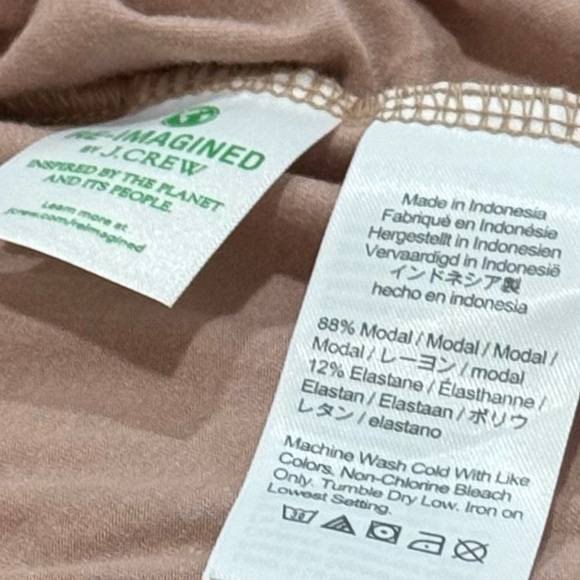 RE-IMAGINED
BY J.CREW
INSPIRED BY THE PLANET
AND ITS PEOPLE.
Learn more at
jcrew.com/reimagined
Made in Indonesia
Fabriqué en Indonésie
Hergestellt in Indonesien
Vervaardigd in Indonesië
インドネシア製
hecho en indonesia
88% Modal / Modal / Modal /
Modal / レーヨン / modal
12% Elastane / Élasthanne /
Elastan / Elastaan / ポリウ
レタン / elastano
Machine Wash Cold With Like
Colors. Non-Chlorine Bleach
Only. Tumble Dry Low. Iron on
Lowest Setting.